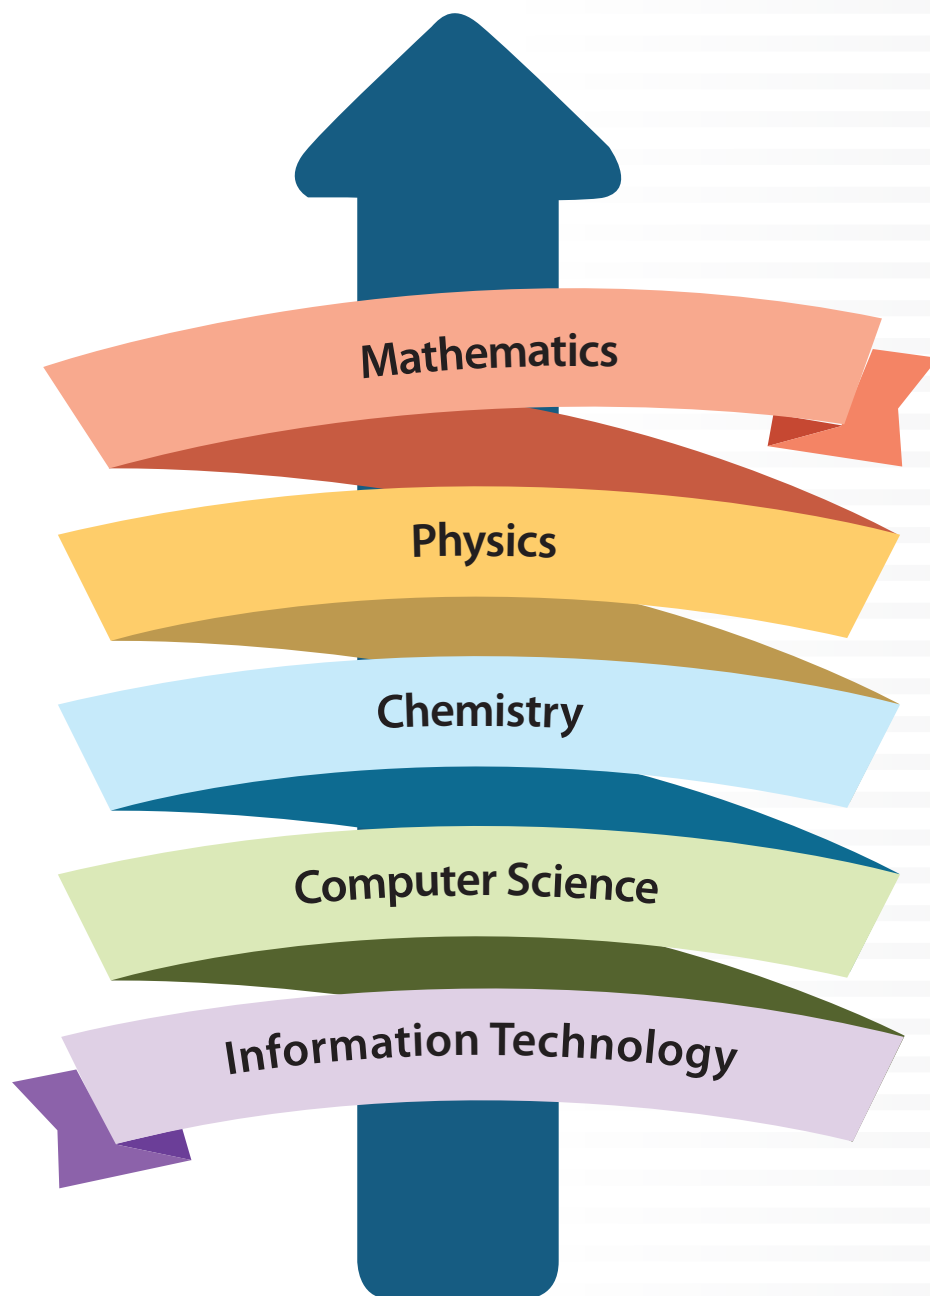 Mathematics
Physics
Chemistry
Computer Science
Information Technology